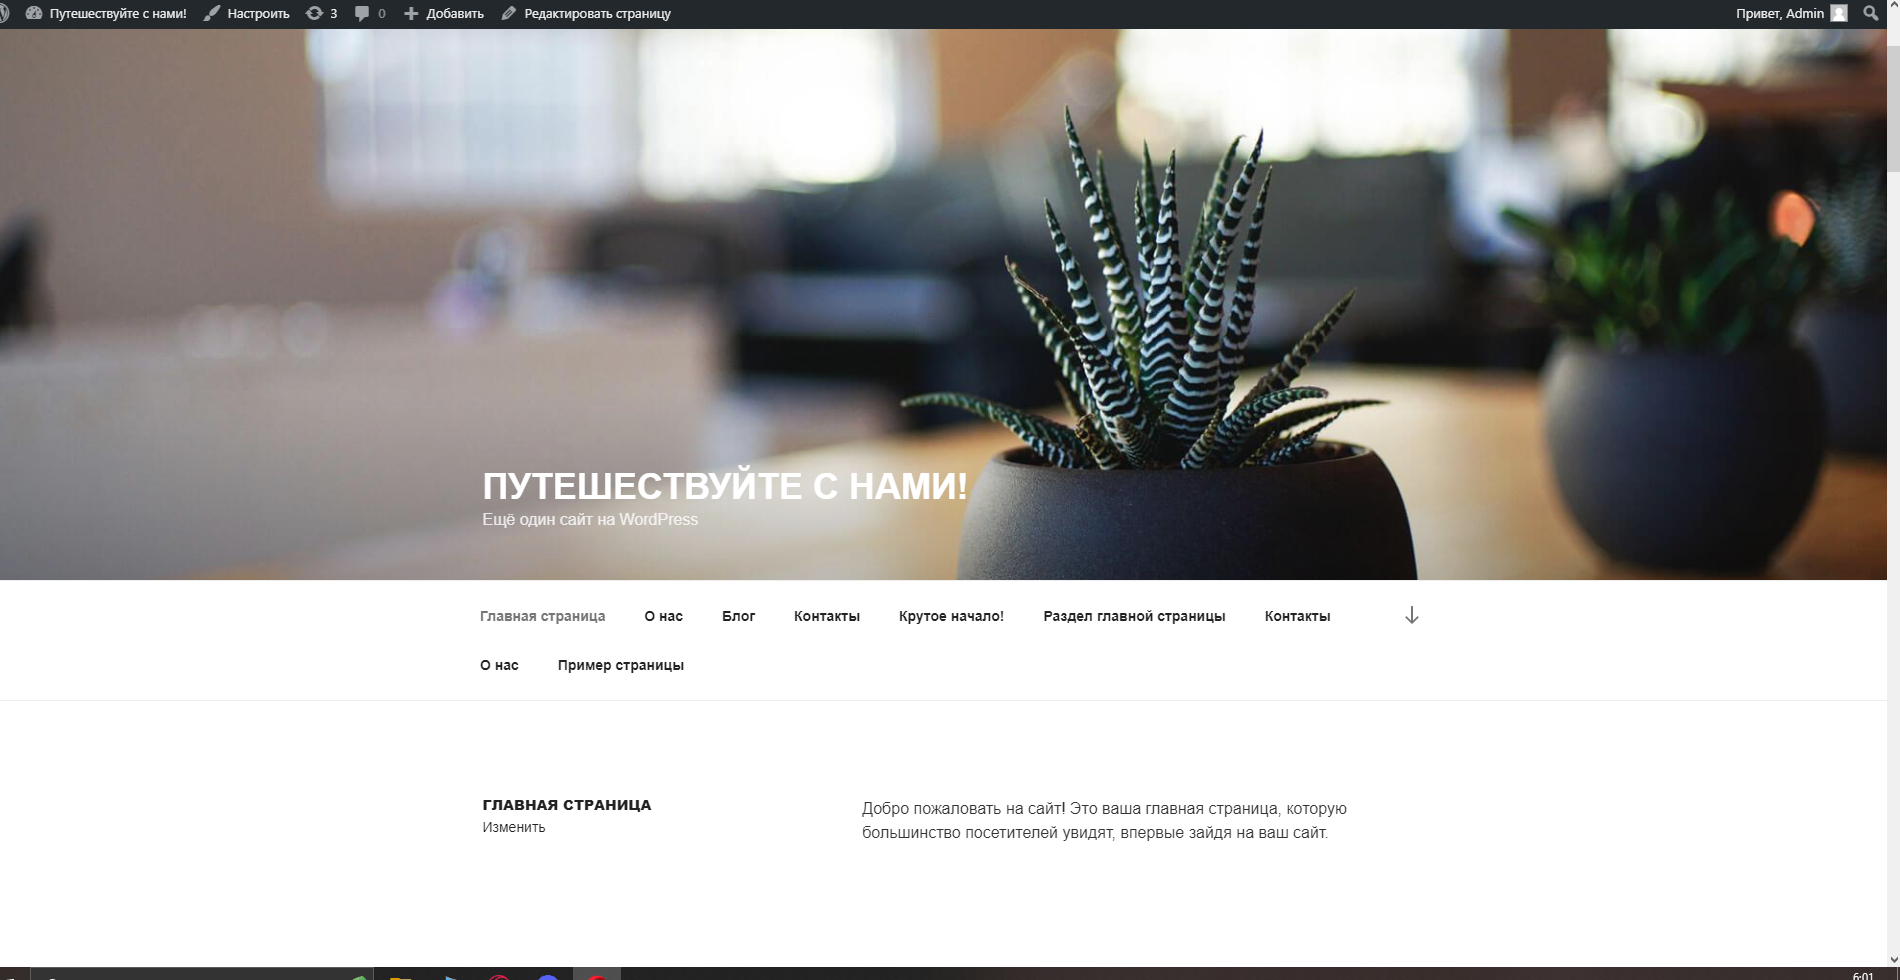 Путешествуйте с нами! Настроить 3 0 Добавить Редактировать страницу Привет, Admin
ПУТЕШЕСТВУЙТЕ С НАМИ!
Ещё один сайт на WordPress
Главная страница О нас Блог Контакты Крутое начало! Раздел главной страницы Контакты
О нас Пример страницы
ГЛАВНАЯ СТРАНИЦА
Изменить
Добро пожаловать на сайт! Это ваша главная страница, которую
большинство посетителей увидят, впервые зайдя на ваш сайт.
6:01